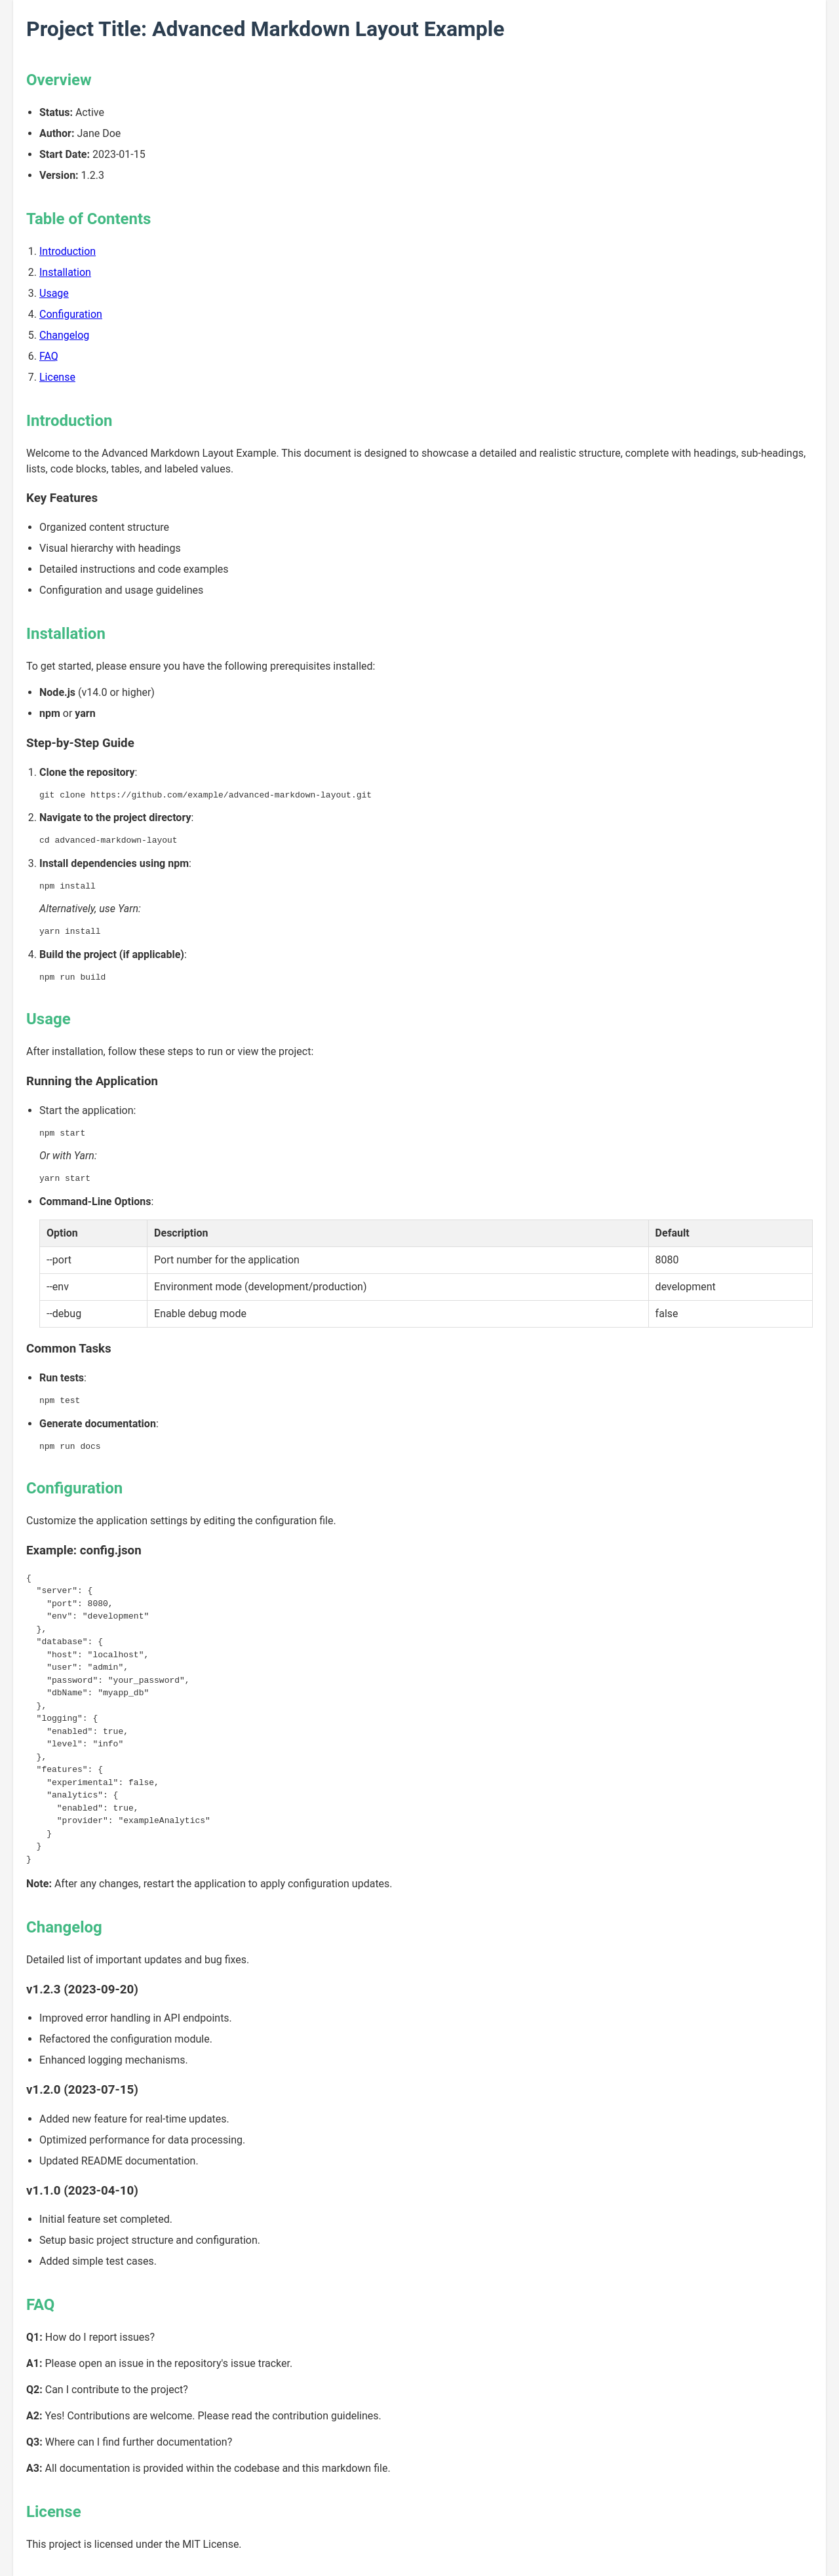 Project Title: Advanced Markdown Layout Example
Overview
• Status: Active
• Author: Jane Doe
• Start Date: 2023-01-15
• Version: 1.2.3
Table of Contents
1. Introduction
2. Installation
3. Usage
4. Configuration
5. Changelog
6. FAQ
7. License
Introduction
Welcome to the Advanced Markdown Layout Example. This document is designed to showcase a detailed and realistic structure, complete with headings, sub-headings,
lists, code blocks, tables, and labeled values.
Key Features
• Organized content structure
• Visual hierarchy with headings
• Detailed instructions and code examples
• Configuration and usage guidelines
Installation
To get started, please ensure you have the following prerequisites installed:
• Node.js (v14.0 or higher)
• npm or yarn
Step-by-Step Guide
1. Clone the repository:
git clone https://github.com/example/advanced-markdown-layout.git
2. Navigate to the project directory:
cd advanced-markdown-layout
3. Install dependencies using npm:
npm install
Alternatively, use Yarn:
yarn install
4. Build the project (if applicable):
npm run build
Usage
After installation, follow these steps to run or view the project:
Running the Application
• Start the application:
npm start
Or with Yarn:
yarn start
• Command-Line Options:
Option Description Default
--port Port number for the application 8080
--env Environment mode (development/production) development
--debug Enable debug mode false
Common Tasks
• Run tests:
npm test
• Generate documentation:
npm run docs
Configuration
Customize the application settings by editing the configuration file.
Example: config.json
{
  "server": {
    "port": 8080,
    "env": "development"
  },
  "database": {
    "host": "localhost",
    "user": "admin",
    "password": "your_password",
    "dbName": "myapp_db"
  },
  "logging": {
    "enabled": true,
    "level": "info"
  },
  "features": {
    "experimental": false,
    "analytics": {
      "enabled": true,
      "provider": "exampleAnalytics"
    }
  }
}
Note: After any changes, restart the application to apply configuration updates.
Changelog
Detailed list of important updates and bug fixes.
v1.2.3 (2023-09-20)
• Improved error handling in API endpoints.
• Refactored the configuration module.
• Enhanced logging mechanisms.
v1.2.0 (2023-07-15)
• Added new feature for real-time updates.
• Optimized performance for data processing.
• Updated README documentation.
v1.1.0 (2023-04-10)
• Initial feature set completed.
• Setup basic project structure and configuration.
• Added simple test cases.
FAQ
Q1: How do I report issues?
A1: Please open an issue in the repository's issue tracker.
Q2: Can I contribute to the project?
A2: Yes! Contributions are welcome. Please read the contribution guidelines.
Q3: Where can I find further documentation?
A3: All documentation is provided within the codebase and this markdown file.
License
This project is licensed under the MIT License.